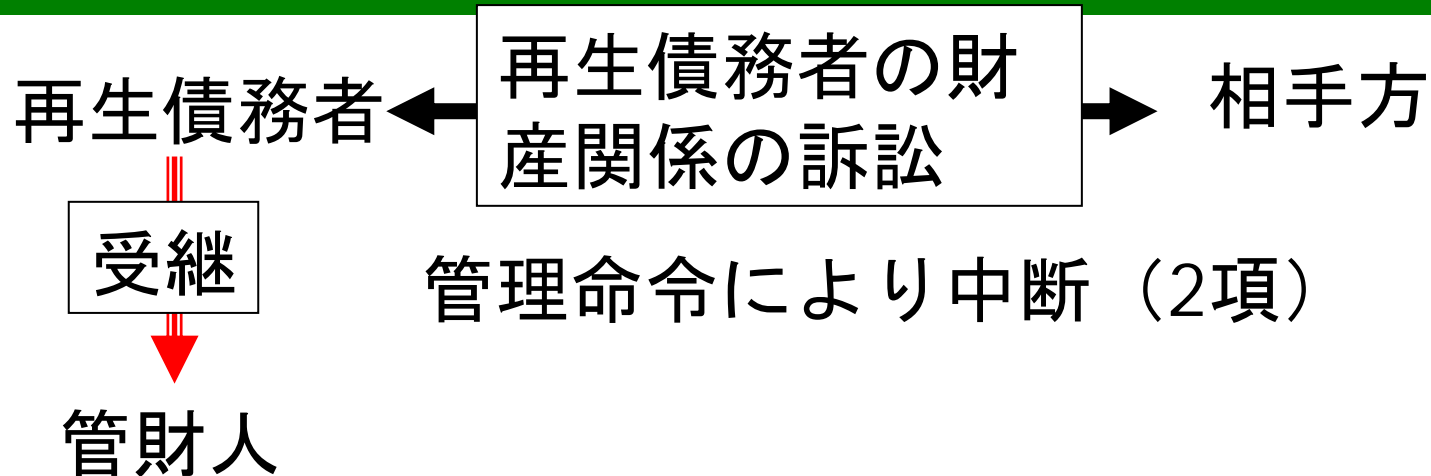 再生債務者
再生債務者の財
産関係の訴訟
相手方
受継
管理命令により中断（2項）
管財人